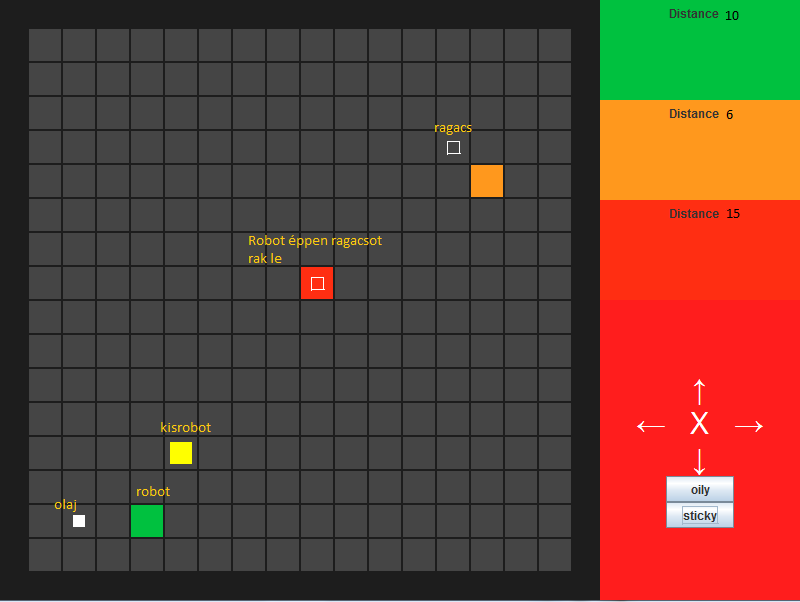 Distance 10
Distance 6
ragacs
Distance 15
Robot éppen ragacsot
rak le
X
kisrobot
robot
oily
olaj
sticky